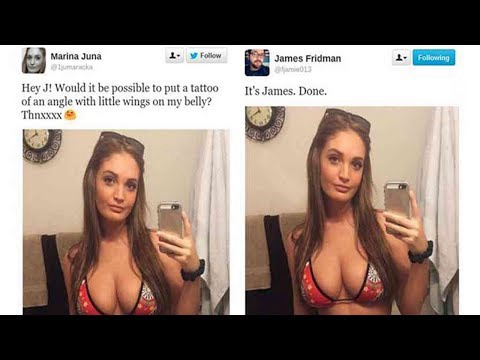 Marina Juna
@1jumaracka
Follow
Hey J! Would it be possible to put a tattoo
of an angle with little wings on my belly?
Thnxxxx
James Fridman
@fjamie013
Following
It's James. Done.